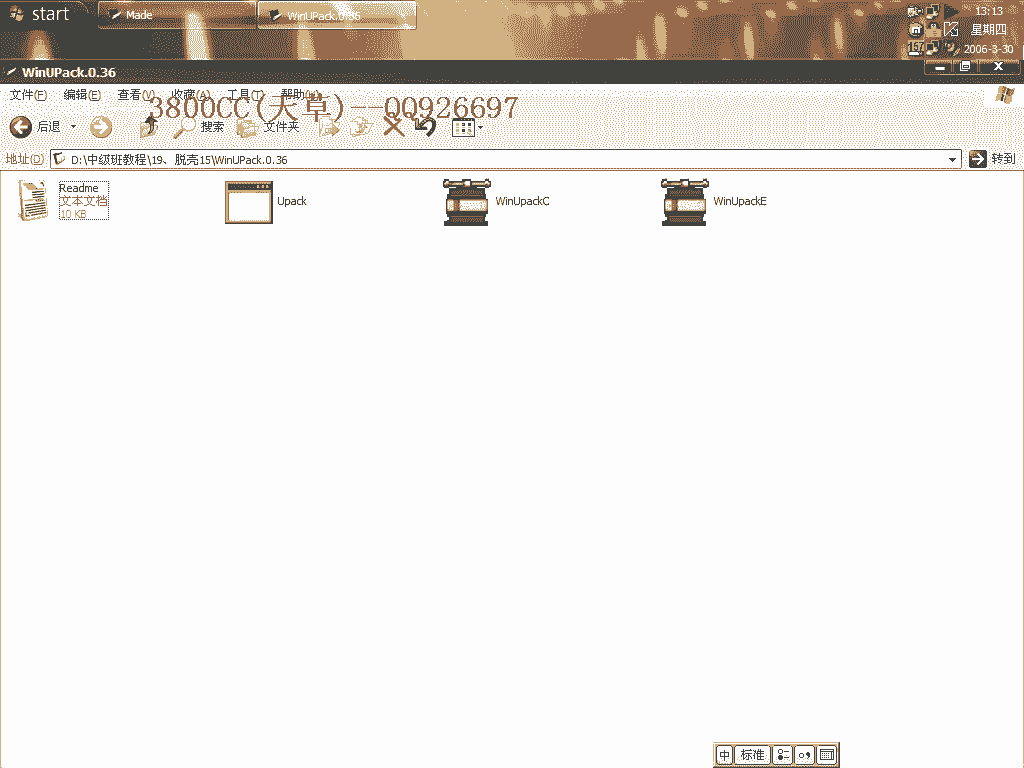 start
Made
WinUPack.0.36
13:13
星期四
2006-3-30
WinUPack.0.36
文件(F) 编辑(E) 查看(V) 收藏(A) 工具(T) 帮助(H)
3800CC(天草)--QQ926697
后退 搜索 文件夹
地址(D) D:\中级班教程\19、脱壳15\WinUPack.0.36 转到
Readme
文本文档
10 KB
Upack
WinUpackC
WinUpackE
中 标准